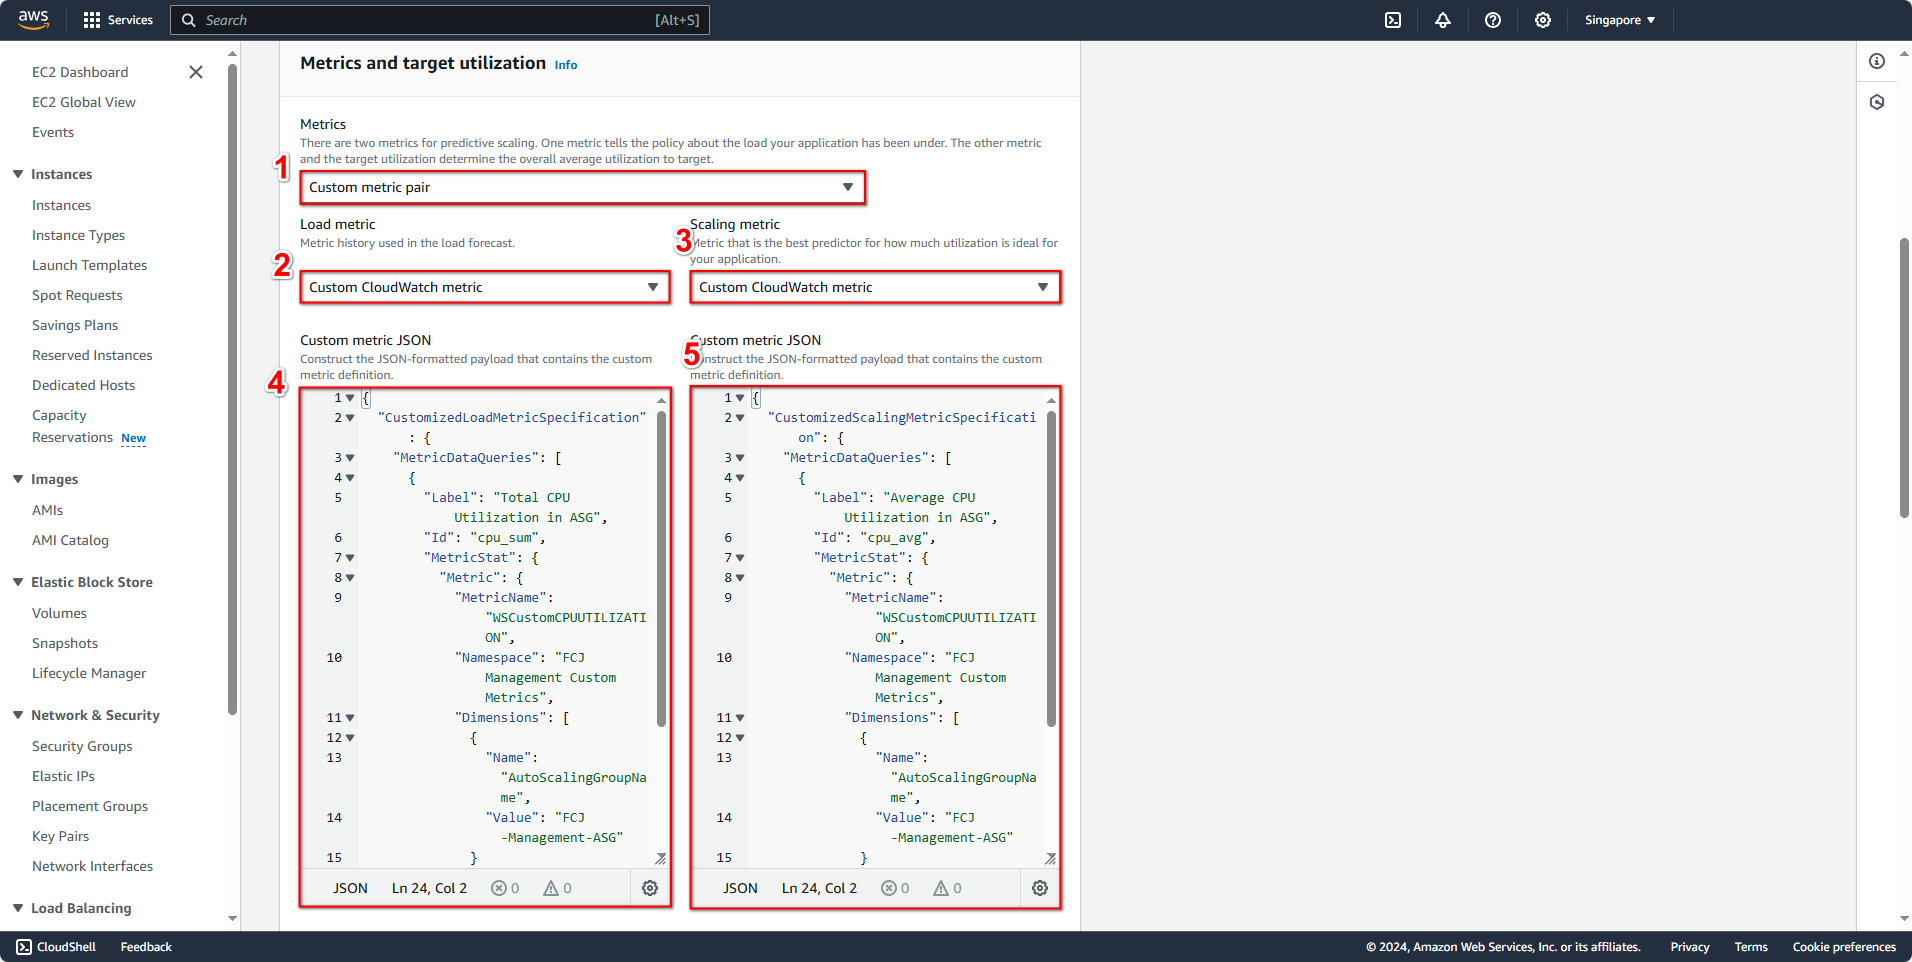 aws
Services
Search
[Alt+S]
Singapore
EC2 Dashboard
EC2 Global View
Events
Instances
Instances
Instance Types
Launch Templates
Spot Requests
Savings Plans
Reserved Instances
Dedicated Hosts
Capacity
Reservations New
Images
AMIs
AMI Catalog
Elastic Block Store
Volumes
Snapshots
Lifecycle Manager
Network & Security
Security Groups
Elastic IPs
Placement Groups
Key Pairs
Network Interfaces
Load Balancing
Metrics and target utilization Info
Metrics
There are two metrics for predictive scaling. One metric tells the policy about the load your application has been under. The other metric
and the target utilization determine the overall average utilization to target.
1
Custom metric pair
Load metric
Metric history used in the load forecast.
2
Custom CloudWatch metric
Scaling metric
Metric that is the best predictor for how much utilization is ideal for
your application.
3
Custom CloudWatch metric
Custom metric JSON
Construct the JSON-formatted payload that contains the custom
metric definition.
4
1 {
2 "CustomizedLoadMetricSpecification"
: {
3 "MetricDataQueries": [
4 {
5 "Label": "Total CPU
Utilization in ASG",
6 "Id": "cpu_sum",
7 "MetricStat": {
8 "Metric": {
9 "MetricName":
"WSCustomCPUUTILIZATI
ON",
10 "Namespace": "FCJ
Management Custom
Metrics",
11 "Dimensions": [
12 {
13 "Name":
"AutoScalingGroupNa
me",
14 "Value": "FCJ
-Management-ASG"
15 }
JSON Ln 24, Col 2 0 0
Custom metric JSON
Construct the JSON-formatted payload that contains the custom
metric definition.
5
1 {
2 "CustomizedScalingMetricSpecificati
on": {
3 "MetricDataQueries": [
4 {
5 "Label": "Average CPU
Utilization in ASG",
6 "Id": "cpu_avg",
7 "MetricStat": {
8 "Metric": {
9 "MetricName":
"WSCustomCPUUTILIZATI
ON",
10 "Namespace": "FCJ
Management Custom
Metrics",
11 "Dimensions": [
12 {
13 "Name":
"AutoScalingGroupNa
me",
14 "Value": "FCJ
-Management-ASG"
15 }
JSON Ln 24, Col 2 0 0
CloudShell
Feedback
© 2024, Amazon Web Services, Inc. or its affiliates.
Privacy
Terms
Cookie preferences